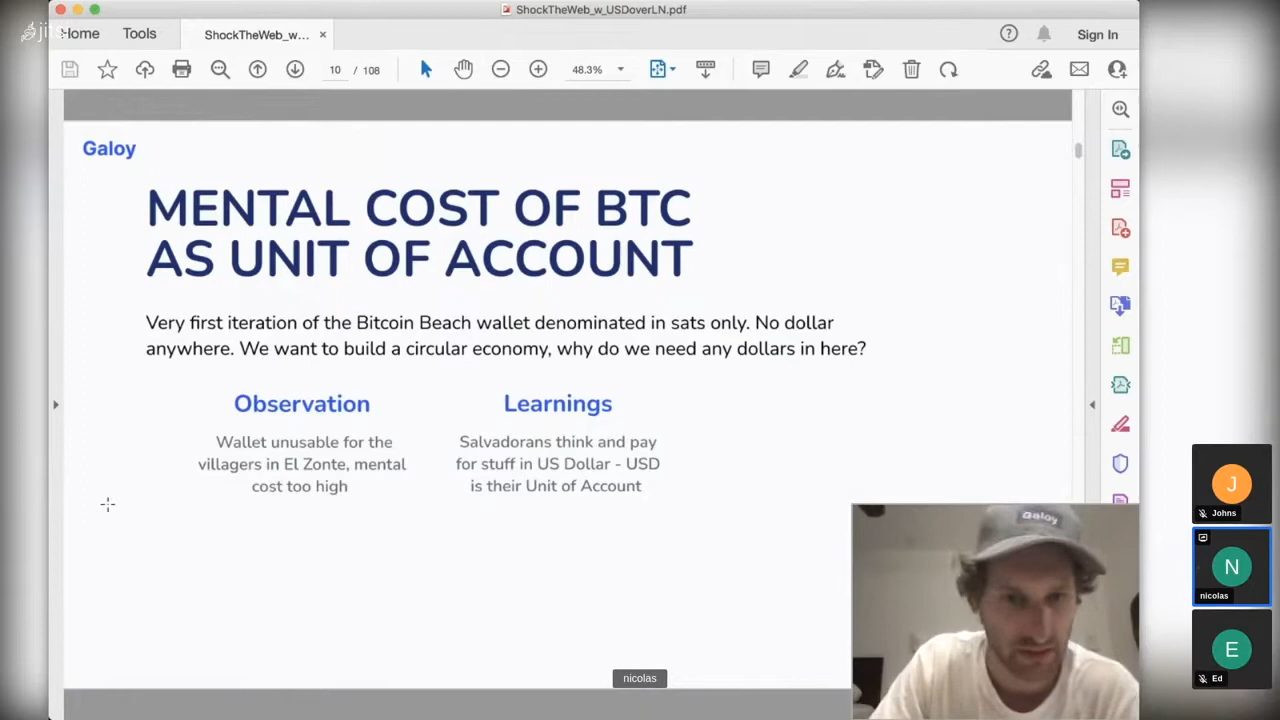 ShockTheWeb_w_USDoverLN.pdf
jits
Home
Tools
ShockTheWeb_w... ×
Sign In
10 / 108
48.3%
Galoy
MENTAL COST OF BTC
AS UNIT OF ACCOUNT
Very first iteration of the Bitcoin Beach wallet denominated in sats only. No dollar
anywhere. We want to build a circular economy, why do we need any dollars in here?
Observation
Wallet unusable for the
villagers in El Zonte, mental
cost too high
Learnings
Salvadorans think and pay
for stuff in US Dollar - USD
is their Unit of Account
Galoy
nicolas
J
Johns
N
nicolas
E
Ed